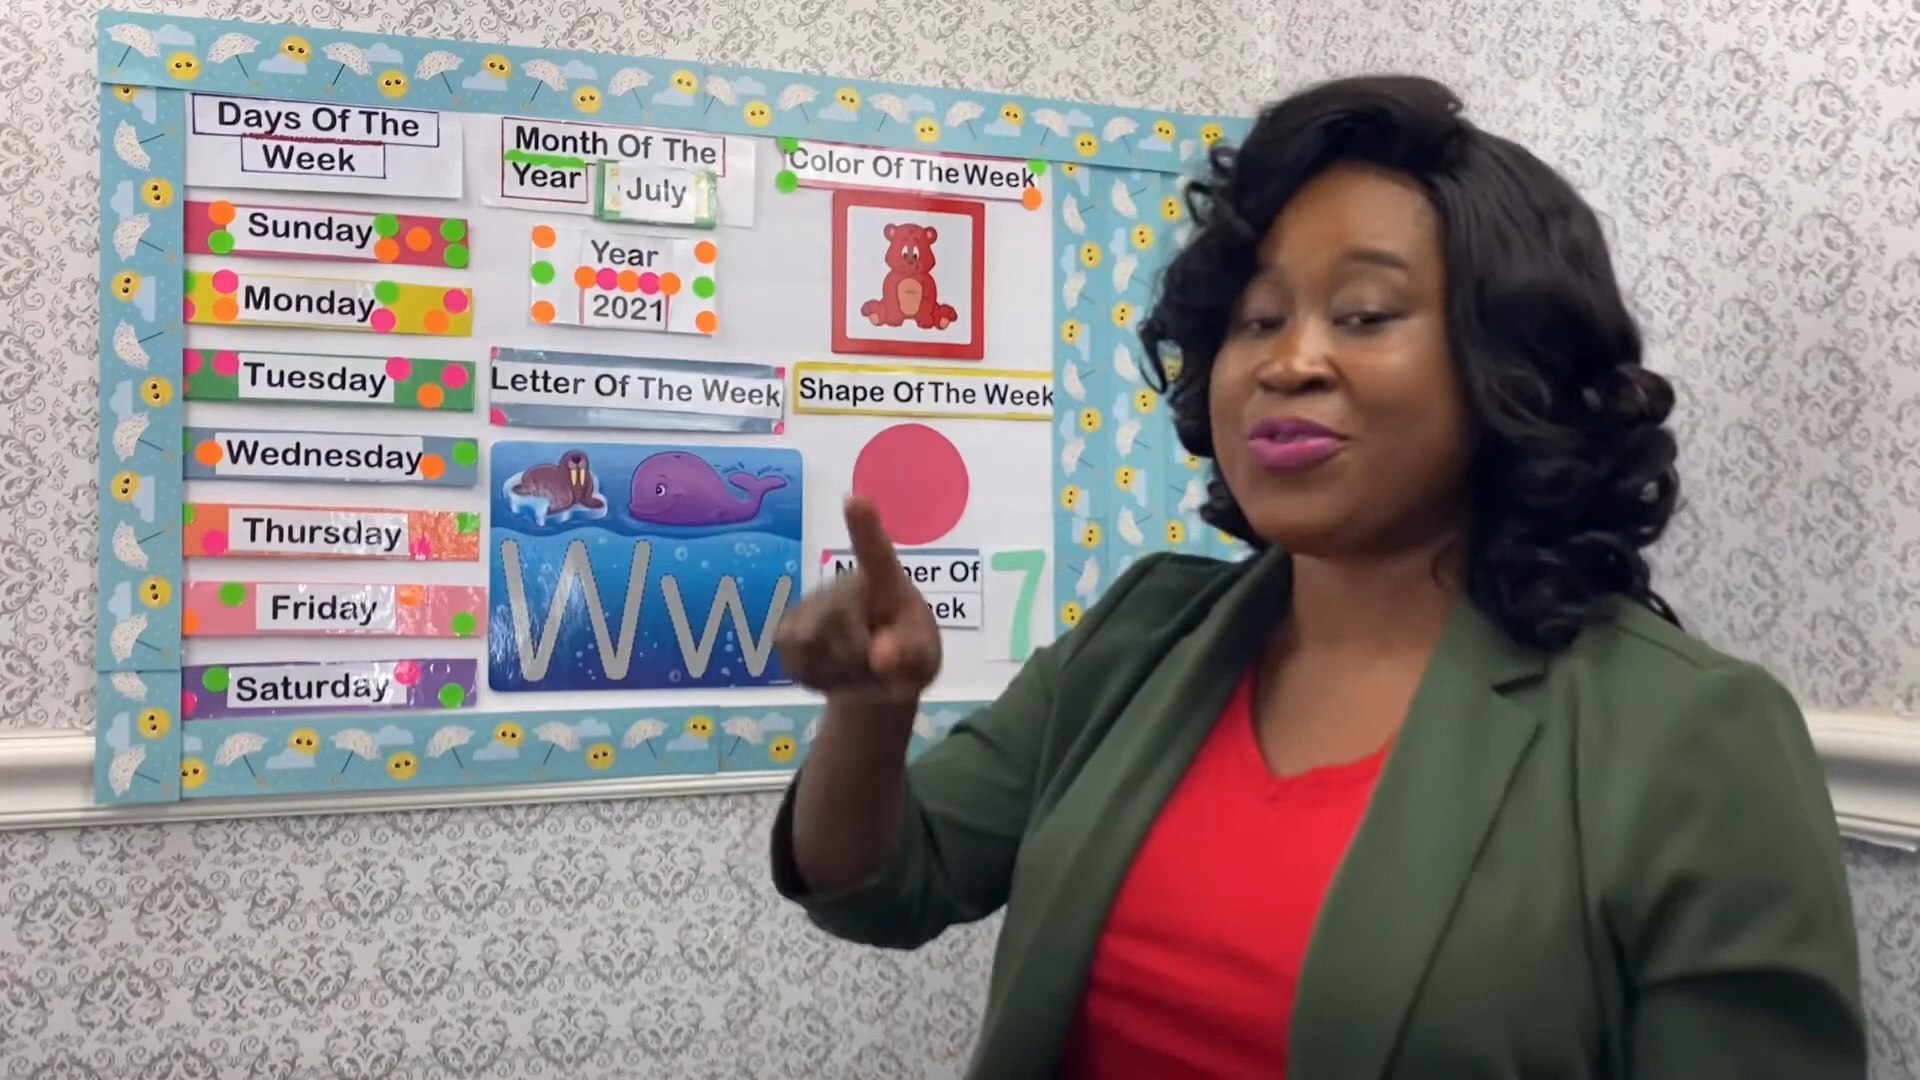 Days Of The
Week
Sunday
Monday
Tuesday
Wednesday
Thursday
Friday
Saturday
Month Of The
Year July
Year
2021
Letter Of The Week
Ww
Color Of The Week
Shape Of The Week
Of
7